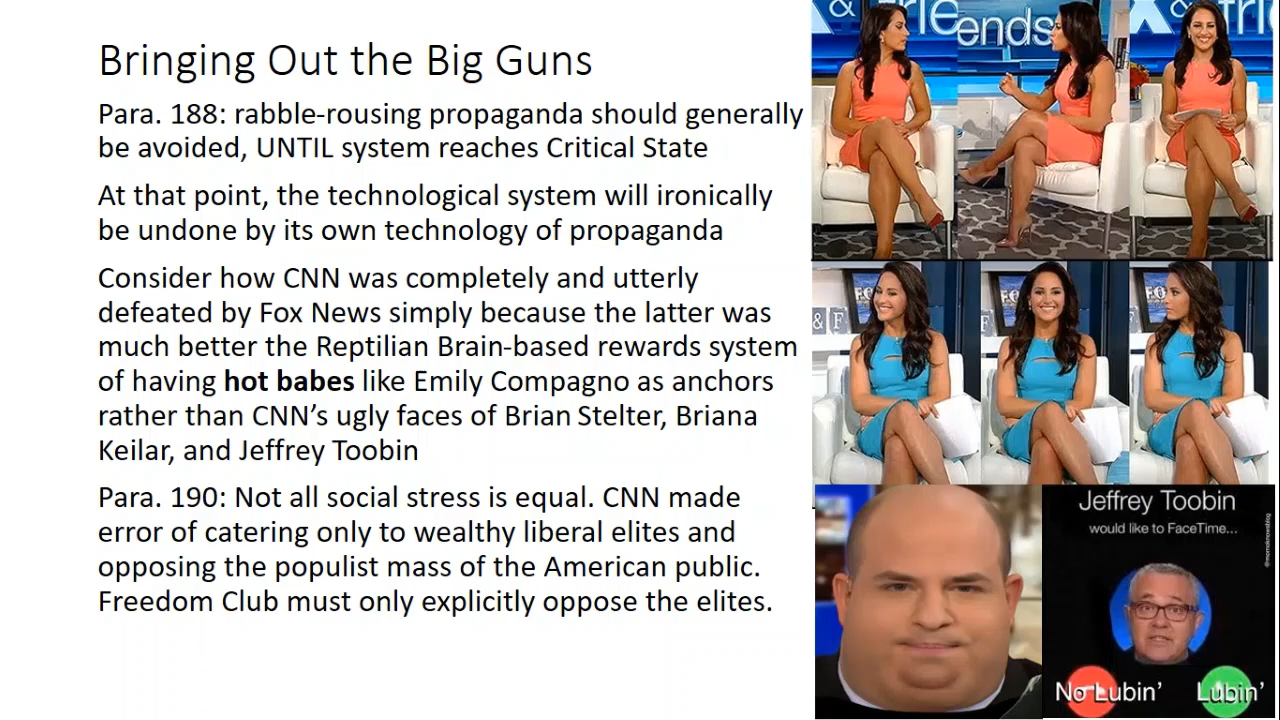 Bringing Out the Big Guns
Para. 188: rabble-rousing propaganda should generally
be avoided, UNTIL system reaches Critical State
At that point, the technological system will ironically
be undone by its own technology of propaganda
Consider how CNN was completely and utterly
defeated by Fox News simply because the latter was
much better the Reptilian Brain-based rewards system
of having hot babes like Emily Compagno as anchors
rather than CNN’s ugly faces of Brian Stelter, Briana
Keilar, and Jeffrey Toobin
Para. 190: Not all social stress is equal. CNN made
error of catering only to wealthy liberal elites and
opposing the populist mass of the American public.
Freedom Club must only explicitly oppose the elites.
& frie
ends
X & frie
& F
FO
Jeffrey Toobin
would like to FaceTime...
No Lubin’
Lubin’